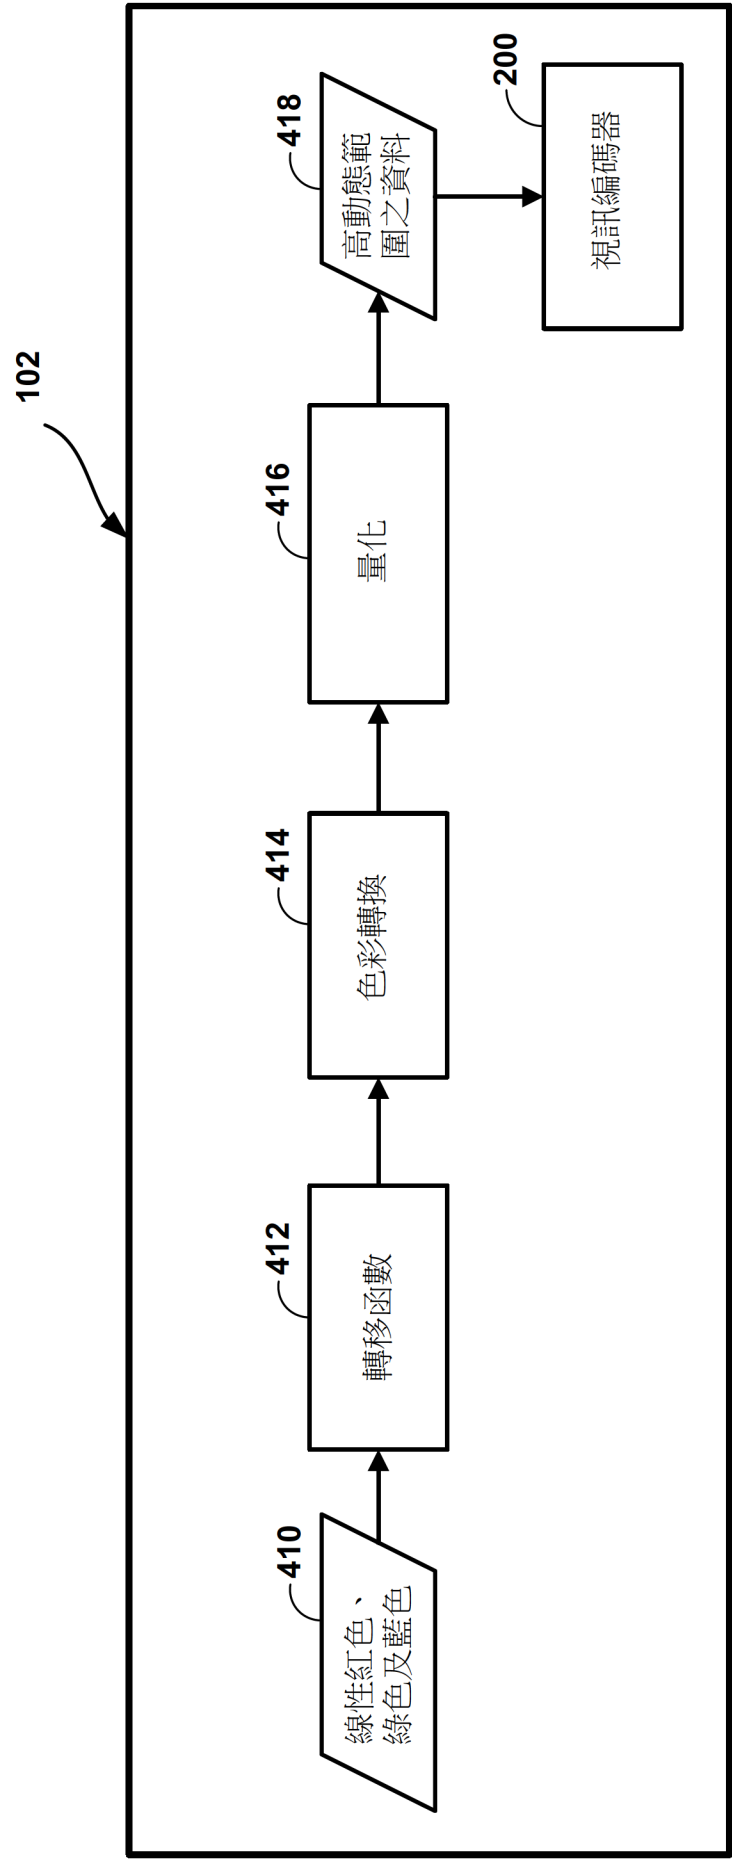 102
410
線性紅色、
綠色及藍色
412
轉移函數
414
色彩轉換
416
量化
418
高動態範
圍之資料
200
視訊編碼器